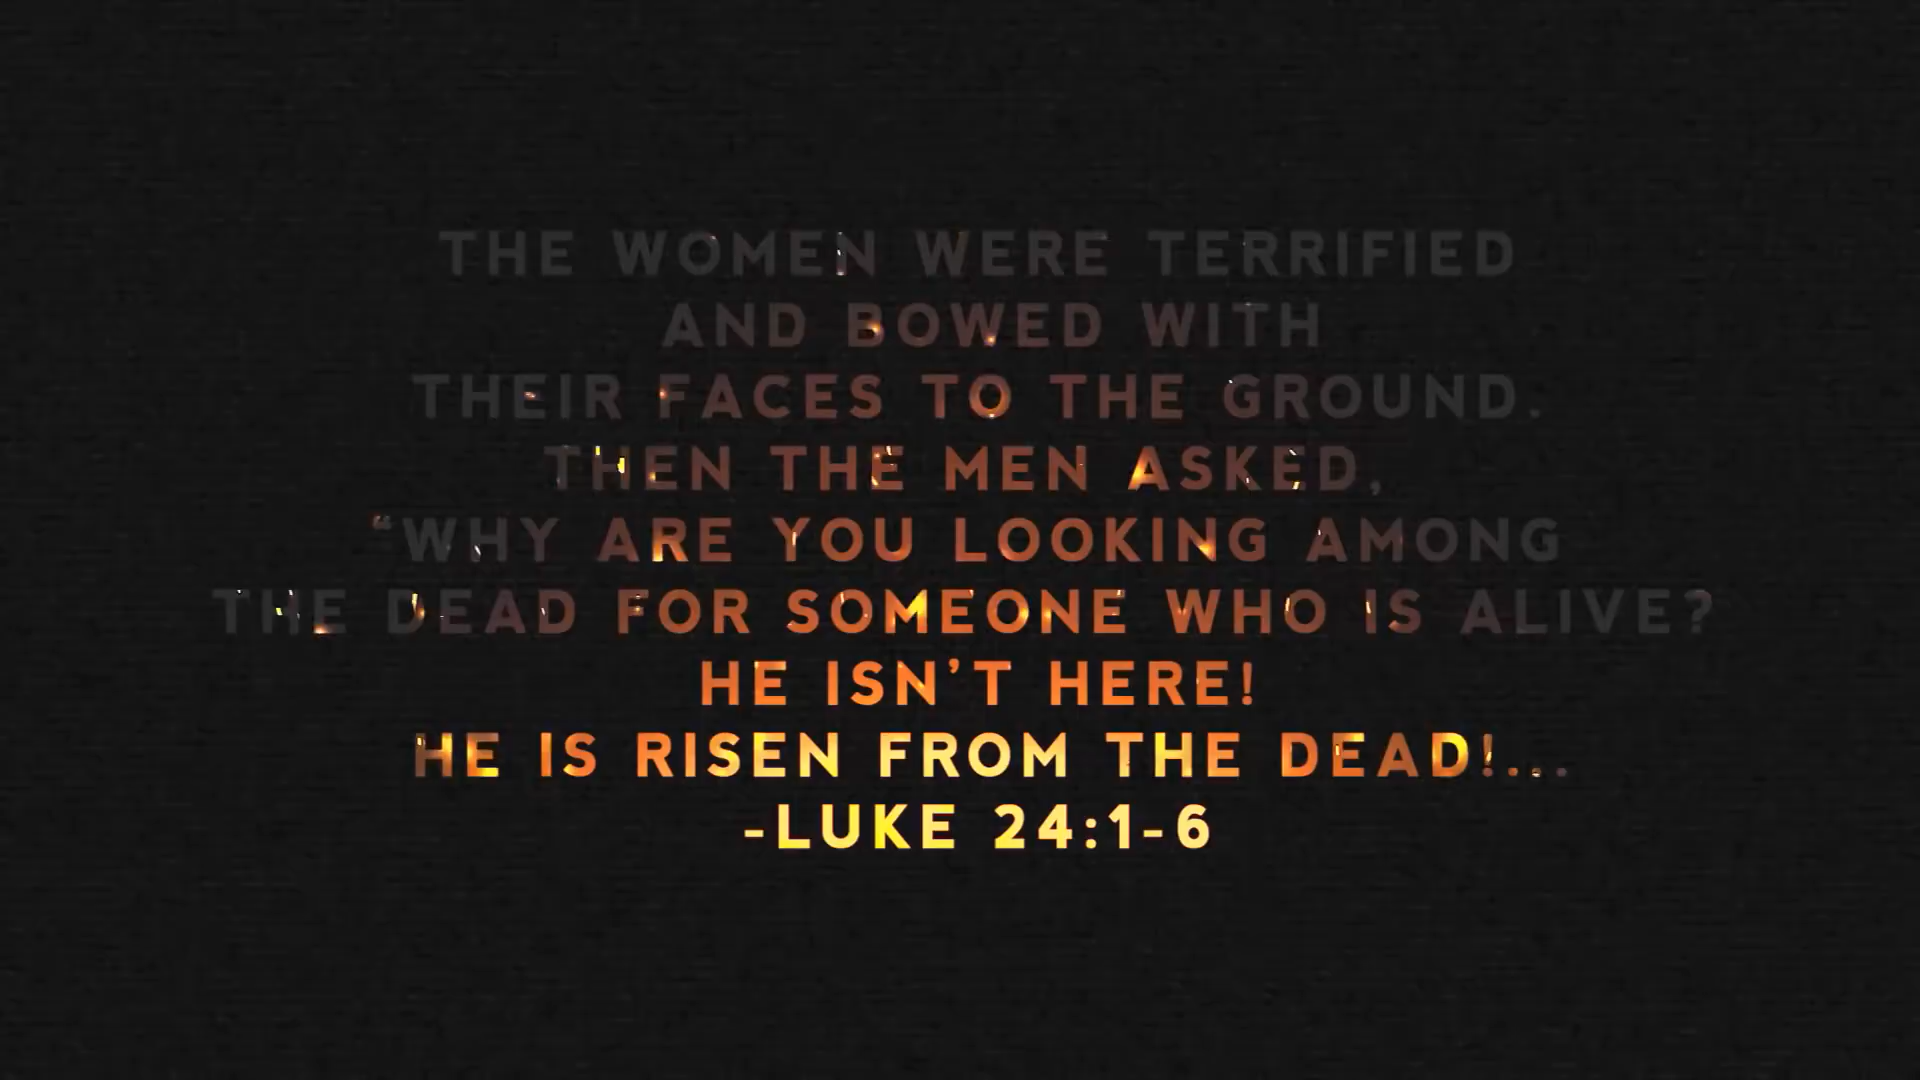 THE WOMEN WERE TERRIFIED
AND BOWED WITH
THEIR FACES TO THE GROUND.
THEN THE MEN ASKED,
“WHY ARE YOU LOOKING AMONG
THE DEAD FOR SOMEONE WHO IS ALIVE?
HE ISN’T HERE!
HE IS RISEN FROM THE DEAD!...
-LUKE 24:1-6